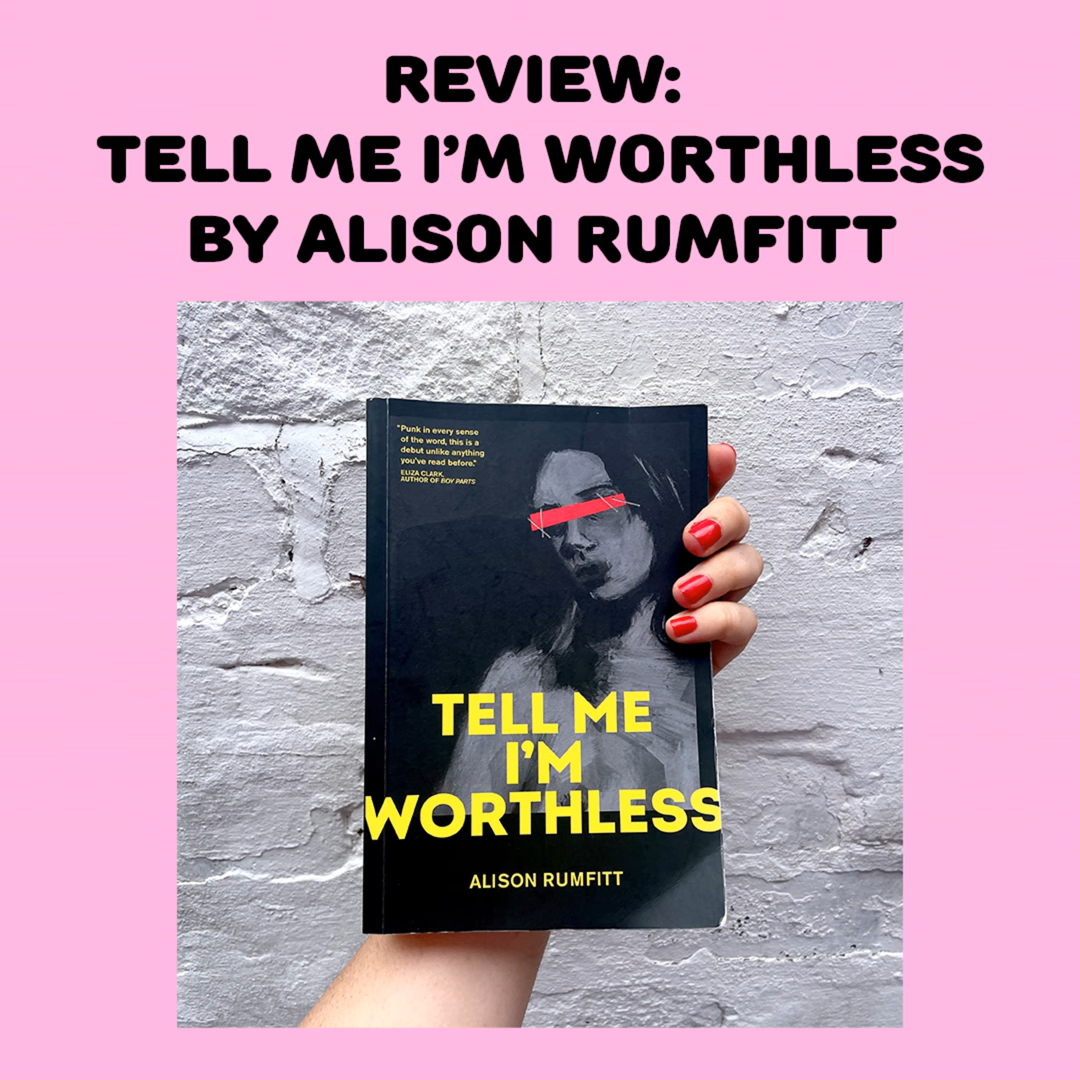 REVIEW:
TELL ME I’M WORTHLESS
BY ALISON RUMFITT
"Punk in every sense
of the word, this is a
debut unlike anything
you've read before."
ELIZA CLARK,
AUTHOR OF BOY PARTS
TELL ME
I'M
WORTHLESS
ALISON RUMFITT